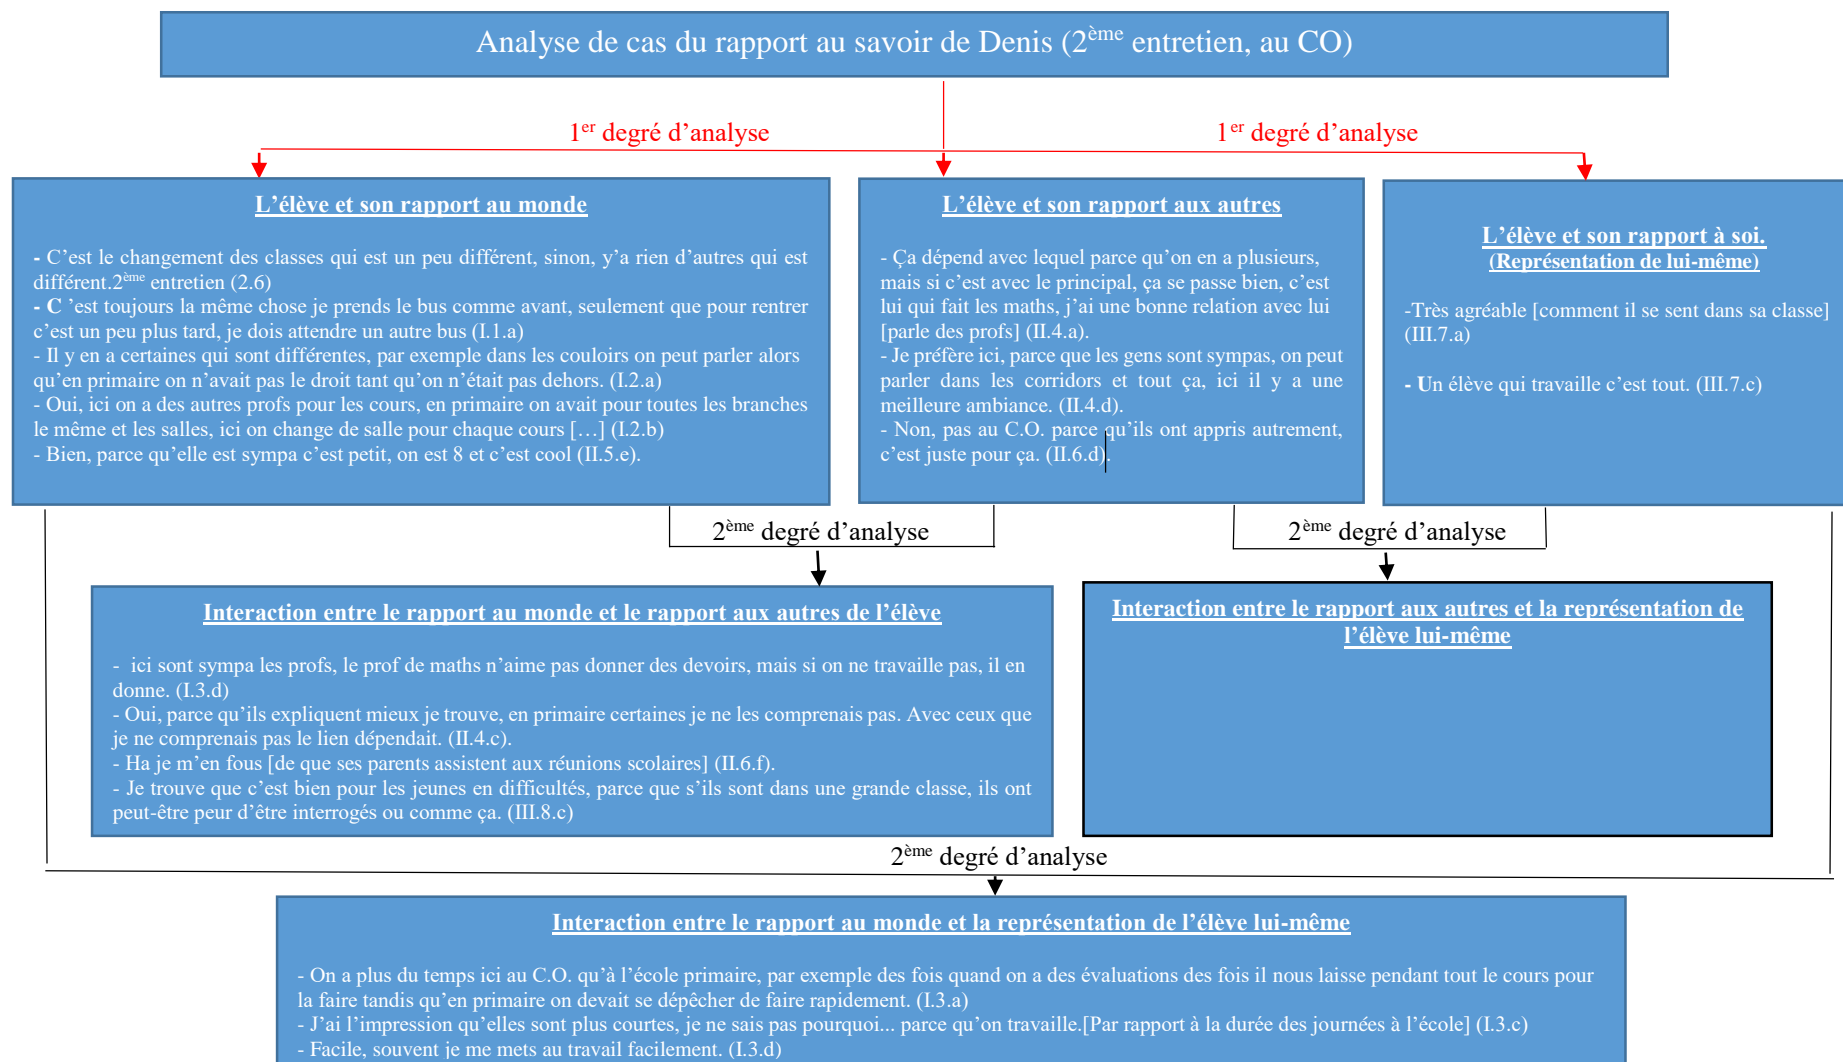 Analyse de cas du rapport au savoir de Denis (2ème entretien, au CO)
1er degré d’analyse
1er degré d’analyse
L’élève et son rapport au monde
- C’est le changement des classes qui est un peu différent, sinon, y’a rien d’autres qui est
différent.2ème entretien (2.6)
- C ’est toujours la même chose je prends le bus comme avant, seulement que pour rentrer
c’est un peu plus tard, je dois attendre un autre bus (I.1.a)
- Il y en a certaines qui sont différentes, par exemple dans les couloirs on peut parler alors
qu’en primaire on n’avait pas le droit tant qu’on n’était pas dehors. (I.2.a)
- Oui, ici on a des autres profs pour les cours, en primaire on avait pour toutes les branches
le même et les salles, ici on change de salle pour chaque cours […] (I.2.b)
- Bien, parce qu’elle est sympa c’est petit, on est 8 et c’est cool (II.5.e).
L’élève et son rapport aux autres
- Ça dépend avec lequel parce qu’on en a plusieurs,
mais si c’est avec le principal, ça se passe bien, c’est
lui qui fait les maths, j’ai une bonne relation avec lui
[parle des profs] (II.4.a).
- Je préfère ici, parce que les gens sont sympas, on peut
parler dans les corridors et tout ça, ici il y a une
meilleure ambiance. (II.4.d).
- Non, pas au C.O. parce qu’ils ont appris autrement,
c’est juste pour ça. (II.6.d).
L’élève et son rapport à soi.
(Représentation de lui-même)
-Très agréable [comment il se sent dans sa classe]
(III.7.a)
- Un élève qui travaille c’est tout. (III.7.c)
2ème degré d’analyse
2ème degré d’analyse
Interaction entre le rapport au monde et le rapport aux autres de l’élève
- ici sont sympa les profs, le prof de maths n’aime pas donner des devoirs, mais si on ne travaille pas, il en
donne. (I.3.d)
- Oui, parce qu’ils expliquent mieux je trouve, en primaire certaines je ne les comprenais pas. Avec ceux que
je ne comprenais pas le lien dépendait. (II.4.c).
- Ha je m’en fous [de que ses parents assistent aux réunions scolaires] (II.6.f).
- Je trouve que c’est bien pour les jeunes en difficultés, parce que s’ils sont dans une grande classe, ils ont
peut-être peur d’être interrogés ou comme ça. (III.8.c)
Interaction entre le rapport aux autres et la représentation de
l’élève lui-même
2ème degré d’analyse
Interaction entre le rapport au monde et la représentation de l’élève lui-même
- On a plus du temps ici au C.O. qu’à l’école primaire, par exemple des fois quand on a des évaluations des fois il nous laisse pendant tout le cours pour
la faire tandis qu’en primaire on devait se dépêcher de faire rapidement. (I.3.a)
- J’ai l’impression qu’elles sont plus courtes, je ne sais pas pourquoi... parce qu’on travaille.[Par rapport à la durée des journées à l’école] (I.3.c)
- Facile, souvent je me mets au travail facilement. (I.3.d)